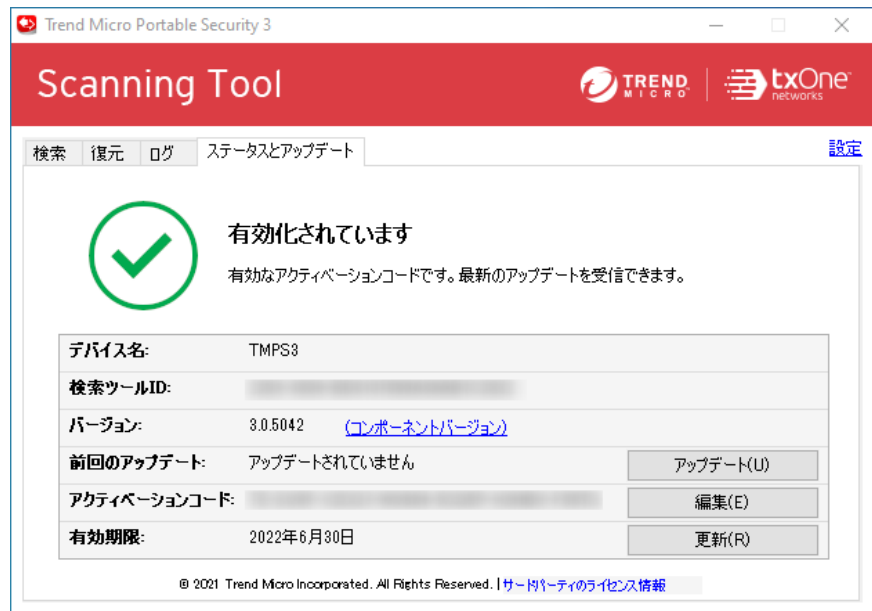 Trend Micro Portable Security 3
Scanning Tool
TREND MICRO
txOne networks
検索 復元 ログ ステータスとアップデート 設定
有効化されています
有効なアクティベーションコードです。最新のアップデートを受信できます。
デバイス名: TMPS3
検索ツールID:
バージョン: 3.0.5042 (コンポーネントバージョン)
前回のアップデート: アップデートされていません アップデート(U)
アクティベーションコード: 編集(E)
有効期限: 2022年6月30日 更新(R)
© 2021 Trend Micro Incorporated. All Rights Reserved. | サードパーティのライセンス情報